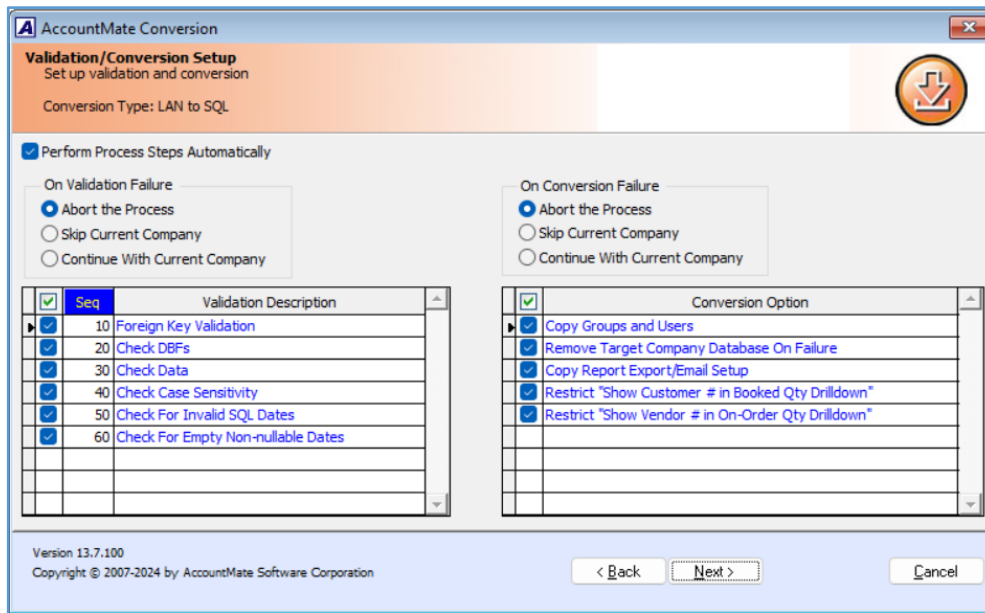 AccountMate Conversion
Validation/Conversion Setup
Set up validation and conversion
Conversion Type: LAN to SQL
Perform Process Steps Automatically
On Validation Failure
Abort the Process
Skip Current Company
Continue With Current Company
On Conversion Failure
Abort the Process
Skip Current Company
Continue With Current Company
Seq Validation Description
10 Foreign Key Validation
20 Check DBFs
30 Check Data
40 Check Case Sensitivity
50 Check For Invalid SQL Dates
60 Check For Empty Non-nullable Dates
Conversion Option
Copy Groups and Users
Remove Target Company Database On Failure
Copy Report Export/Email Setup
Restrict "Show Customer # in Booked Qty Drilldown"
Restrict "Show Vendor # in On-Order Qty Drilldown"
Version 13.7.100
Copyright © 2007-2024 by AccountMate Software Corporation
< Back
Next >
Cancel